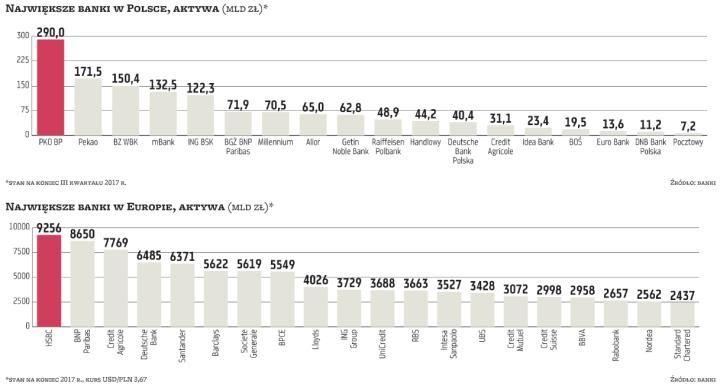 Największe banki w Polsce, aktywa (mld zł)*
290,0 171,5 150,4 132,5 122,3 71,9 70,5 65,0 62,8 48,9 44,2 40,4 31,1 23,4 19,5 13,6 11,2 7,2
300
225
150
75
0
PKO BP Pekao BZ WBK mBank ING BSK BGŻ BNP Paribas Millennium Alior Getin Noble Bank Raiffeisen Polbank Handlowy Deutsche Bank Polska Credit Agricole Idea Bank BOŚ Euro Bank DNB Bank Polska Pocztowy
*stan na koniec III kwartału 2017 r. Źródło: banki
Największe banki w Europie, aktywa (mld zł)*
9256 8650 7769 6485 6371 5622 5619 5549 4026 3729 3688 3663 3527 3428 3072 2998 2958 2657 2562 2437
10000
7500
5000
2500
0
HSBC BNP Paribas Credit Agricole Deutsche Bank Santander Barclays Societe Generale BPCE Lloyds ING Group UniCredit RBS Intesa Sanpaolo UBS Credit Mutuel Credit Suisse BBVA Rabobank Nordea Standard Chartered
*stan na koniec 2017 r., kurs USD/PLN 3,67 Źródło: banki